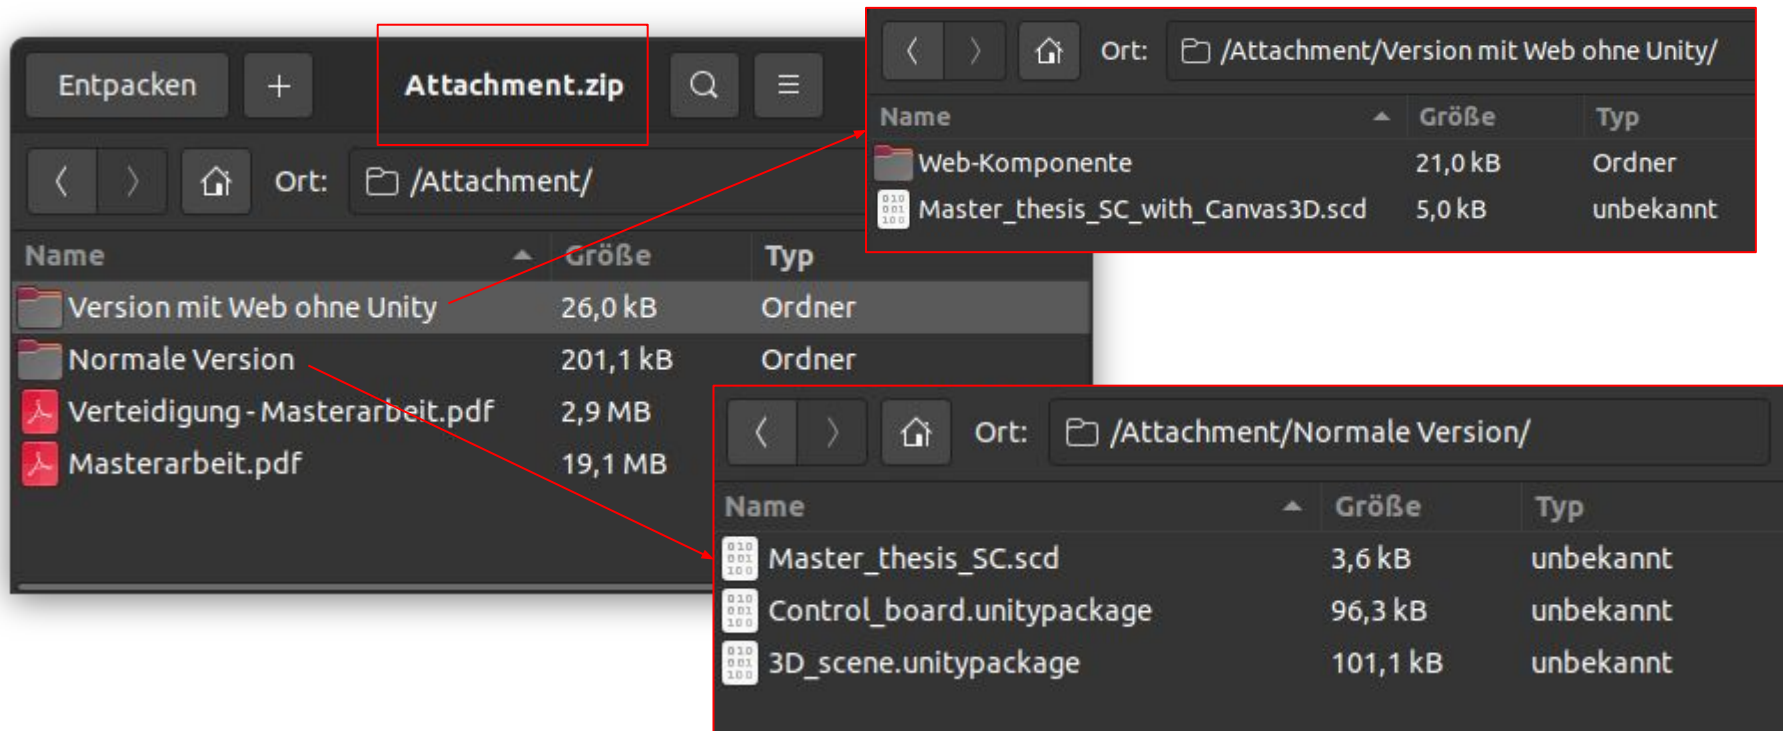 Entpacken + Attachment.zip
Ort: /Attachment/
Name Größe Typ
Version mit Web ohne Unity 26,0 kB Ordner
Normale Version 201,1 kB Ordner
Verteidigung - Masterarbeit.pdf 2,9 MB
Masterarbeit.pdf 19,1 MB
Ort: /Attachment/Version mit Web ohne Unity/
Name Größe Typ
Web-Komponente 21,0 kB Ordner
Master_thesis_SC_with_Canvas3D.scd 5,0 kB unbekannt
Ort: /Attachment/Normale Version/
Name Größe Typ
Master_thesis_SC.scd 3,6 kB unbekannt
Control_board.unitypackage 96,3 kB unbekannt
3D_scene.unitypackage 101,1 kB unbekannt